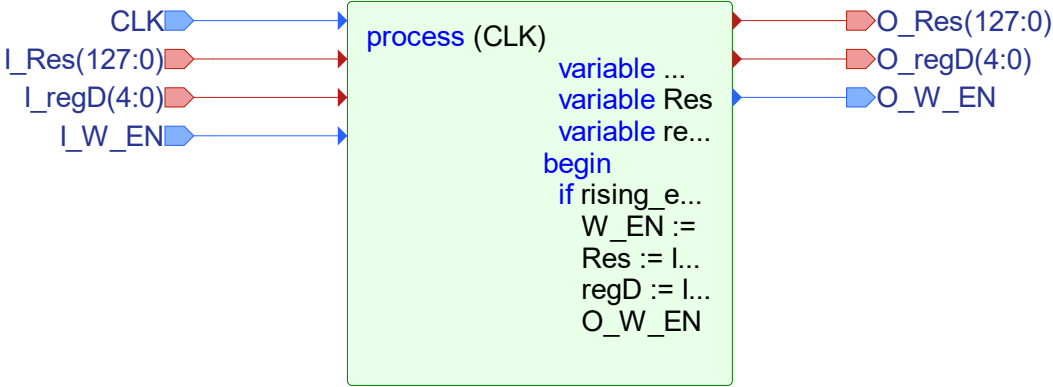 CLK
I_Res(127:0)
I_regD(4:0)
I_W_EN
process (CLK)
variable ...
variable Res
variable re...
begin
if rising_e...
W_EN :=
Res := I...
regD := I...
O_W_EN
O_Res(127:0)
O_regD(4:0)
O_W_EN